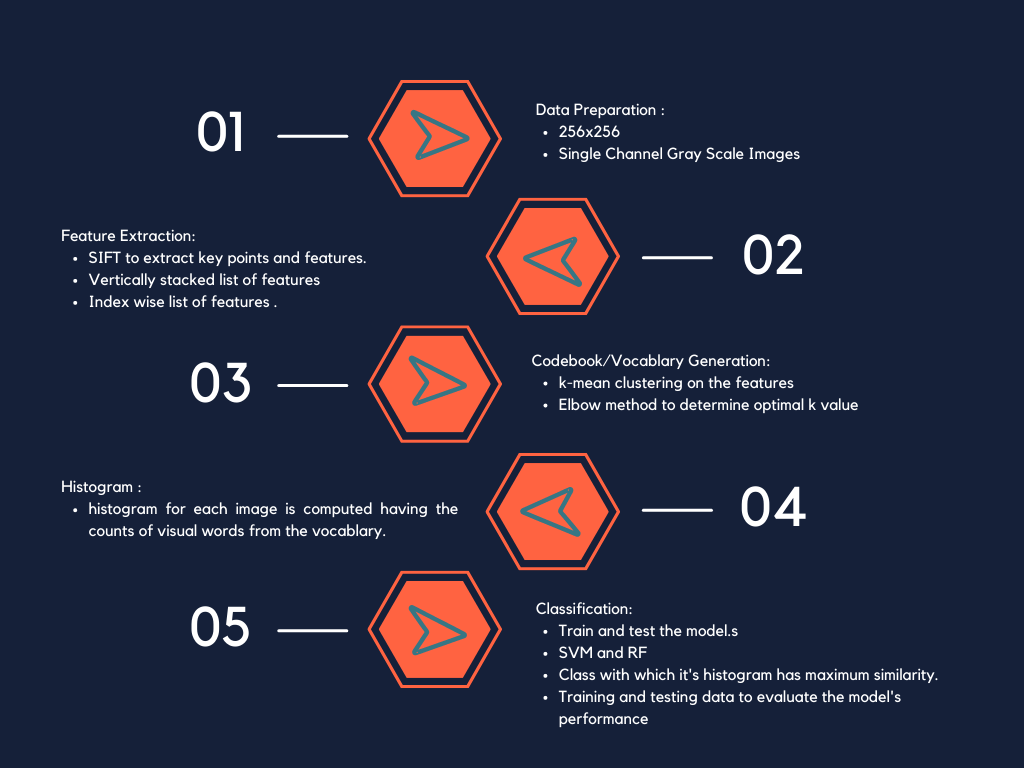 01
Data Preparation :
• 256x256
• Single Channel Gray Scale Images
02
Feature Extraction:
• SIFT to extract key points and features.
• Vertically stacked list of features
• Index wise list of features .
03
Codebook/Vocablary Generation:
• k-mean clustering on the features
• Elbow method to determine optimal k value
04
Histogram :
• histogram for each image is computed having the
counts of visual words from the vocablary.
05
Classification:
• Train and test the model.s
• SVM and RF
• Class with which it's histogram has maximum similarity.
• Training and testing data to evaluate the model's
performance